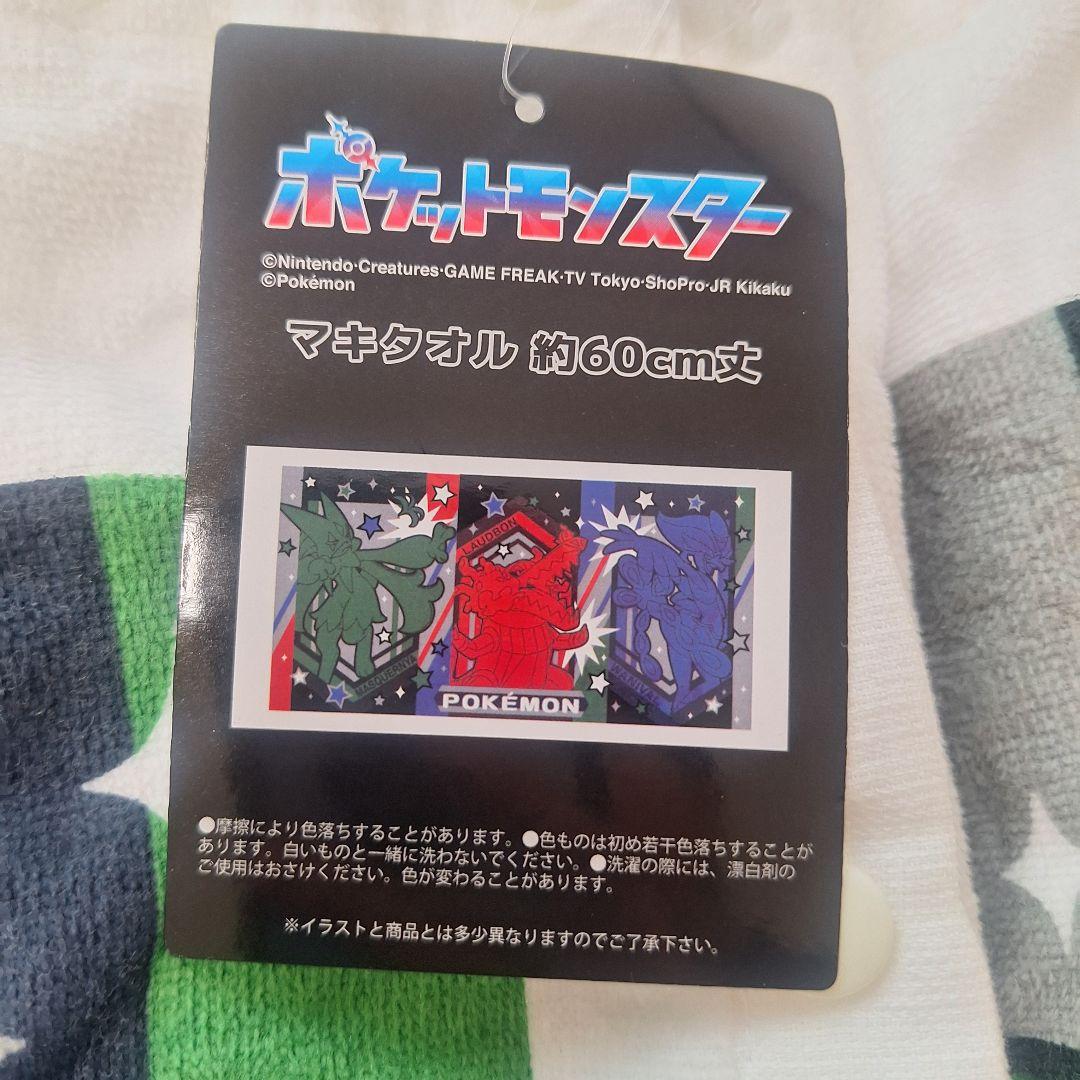 ポケットモンスター
©Nintendo·Creatures·GAME FREAK·TV Tokyo·ShoPro·JR Kikaku
©Pokémon
マキタオル 約60cm丈
LAUDBON
MASQUERNYA
POKÉMON
●摩擦により色落ちすることがあります。●色ものは初め若干色落ちすることが
あります。白いものと一緒に洗わないでください。●洗濯の際には、漂白剤の
ご使用はおさけください。色が変わることがあります。
※イラストと商品とは多少異なりますのでご了承下さい。